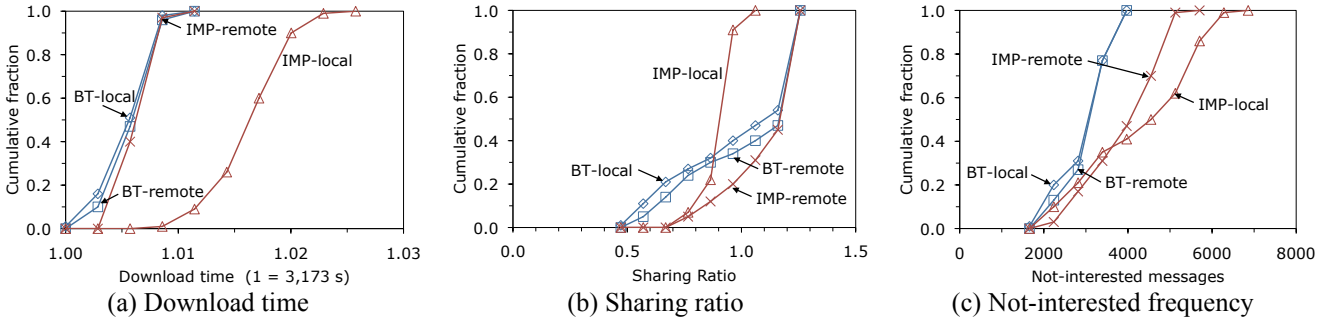 Cumulative fraction
1.0
0.8
0.6
0.4
0.2
0.0
IMP-remote
IMP-local
BT-local
BT-remote
1.00
1.01
1.02
1.03
Download time (1 = 3,173 s)
(a) Download time
Cumulative fraction
1.0
0.8
0.6
0.4
0.2
0.0
IMP-local
BT-local
BT-remote
IMP-remote
0.0
0.5
1.0
1.5
Sharing Ratio
(b) Sharing ratio
Cumulative fraction
1.0
0.8
0.6
0.4
0.2
0.0
IMP-remote
IMP-local
BT-local
BT-remote
0
2000
4000
6000
8000
Not-interested messages
(c) Not-interested frequency